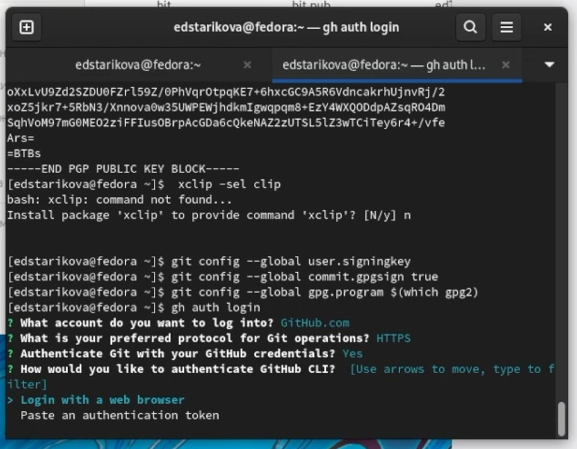 edstarikova@fedora:~ — gh auth login
edstarikova@fedora:~
edstarikova@fedora:~ — gh auth l...
oXxLvU9Zd2SZDU0FZrl59Z/0PhVqrOtpqKE7+6hxcGC9A5R6VdncakrhUjnvRj/2
xoZ5jkr7+5RbN3/Xnnova0w35UWPEWjhdkmIgwqpqm8+EzY4WXQODdpAZsqRO4Dm
SqhVoM97mG0MEO2ziFFIusOBrpAcGDa6cQkeNAZ2zUTSL5lZ3wTCiTey6r4+/vfe
Ars=
=BTBs
-----END PGP PUBLIC KEY BLOCK-----
[edstarikova@fedora ~]$  xclip -sel clip
bash: xclip: command not found...
Install package 'xclip' to provide command 'xclip'? [N/y] n
[edstarikova@fedora ~]$ git config --global user.signingkey
[edstarikova@fedora ~]$ git config --global commit.gpgsign true
[edstarikova@fedora ~]$ git config --global gpg.program $(which gpg2)
[edstarikova@fedora ~]$ gh auth login
? What account do you want to log into? GitHub.com
? What is your preferred protocol for Git operations? HTTPS
? Authenticate Git with your GitHub credentials? Yes
? How would you like to authenticate GitHub CLI?  [Use arrows to move, type to f
ilter]
> Login with a web browser
  Paste an authentication token